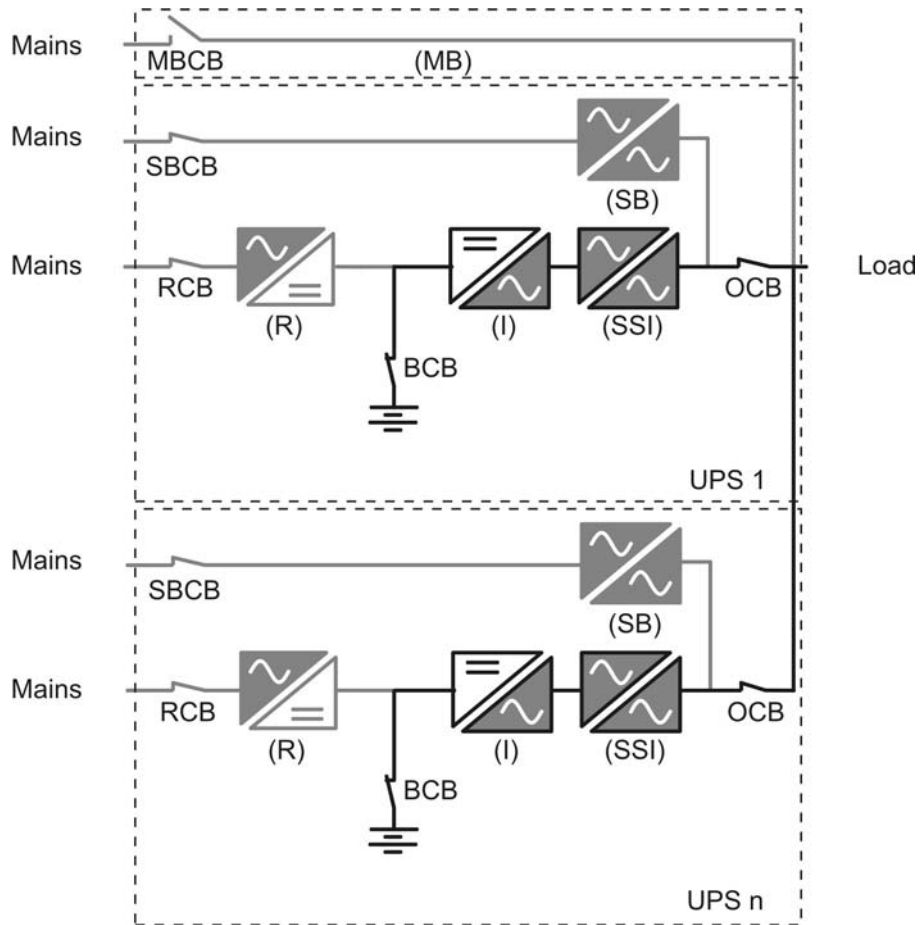 Mains
MBCB
(MB)
Mains
SBCB
(SB)
Mains
RCB
(R)
(I)
(SSI)
OCB
Load
BCB
UPS 1
Mains
SBCB
(SB)
Mains
RCB
(R)
(I)
(SSI)
OCB
BCB
UPS n